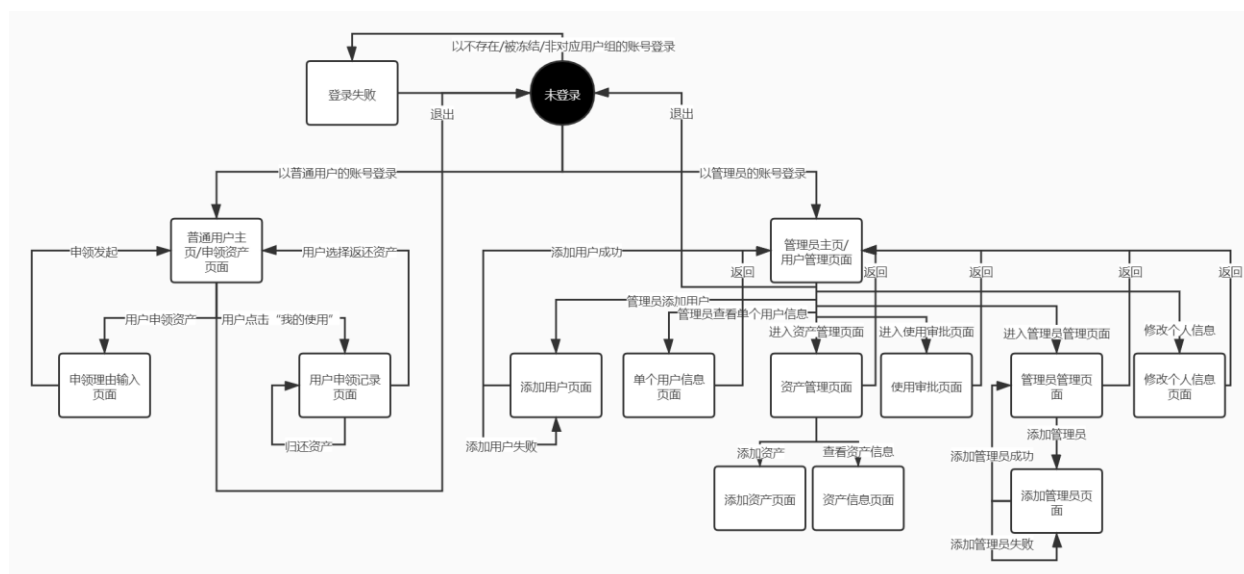 以不存在/被冻结/非对应用户组的账号登录
登录失败
未登录
退出
退出
以普通用户的账号登录
以管理员的账号登录
普通用户主
页/申领资产
页面
管理员主页/
用户管理页面
申领发起
用户选择返还资产
添加用户成功
返回
返回
返回
返回
返回
管理员添加用户
管理员查看单个用户信息
用户申领资产
用户点击“我的使用”
进入资产管理页面
进入使用审批页面
进入管理员管理页面
修改个人信息
申领理由输入
页面
用户申领记录
页面
添加用户页面
单个用户信息
页面
资产管理页面
使用审批页面
管理员管理页
面
修改个人信息
页面
归还资产
添加用户失败
添加资产
查看资产信息
添加管理员
添加管理员成功
添加资产页面
资产信息页面
添加管理员页
面
添加管理员失败